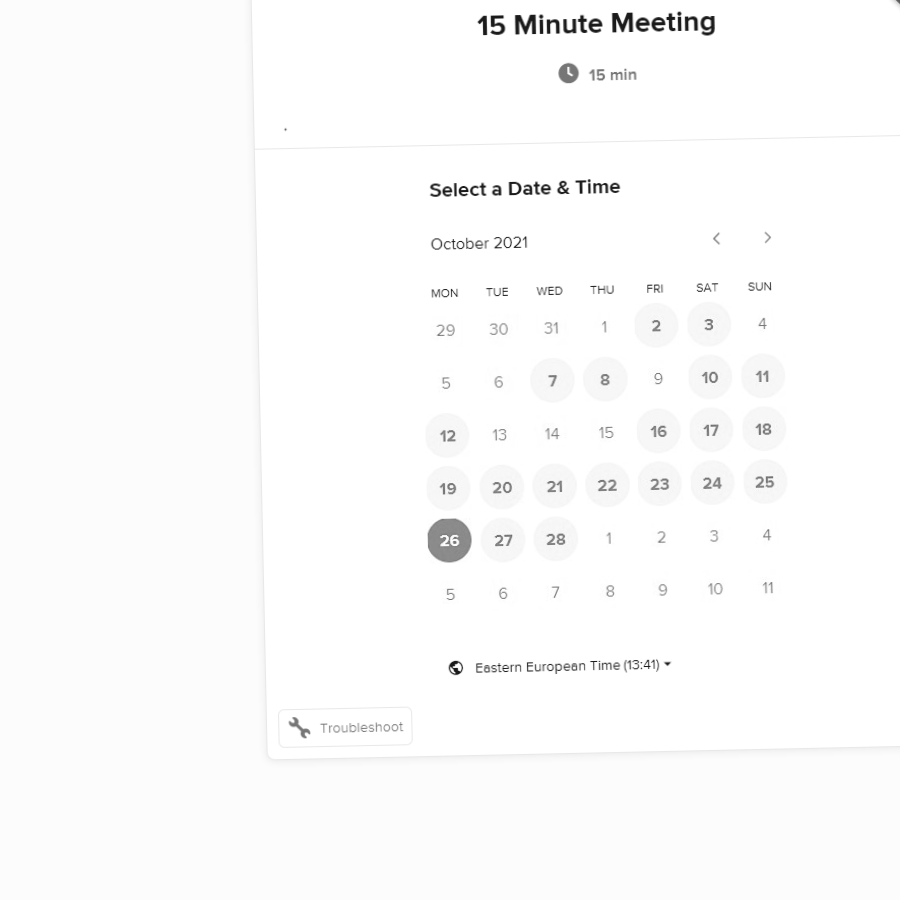 15 Minute Meeting
15 min
Select a Date & Time
October 2021
MON TUE WED THU FRI SAT SUN
29 30 31 1 2 3 4
5 6 7 8 9 10 11
12 13 14 15 16 17 18
19 20 21 22 23 24 25
26 27 28 1 2 3 4
5 6 7 8 9 10 11
Eastern European Time (13:41)
Troubleshoot